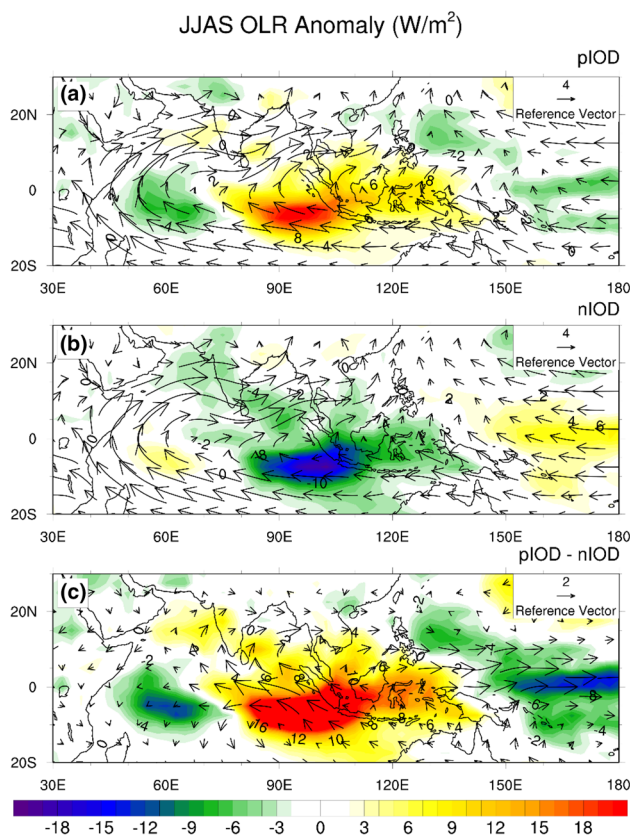 JJAS OLR Anomaly (W/m²)
pIOD
(a)
4
Reference Vector
20N
0
20S
30E 60E 90E 120E 150E 180
nIOD
(b)
4
Reference Vector
20N
0
20S
30E 60E 90E 120E 150E 180
pIOD - nIOD
(c)
2
Reference Vector
20N
0
20S
30E 60E 90E 120E 150E 180
-18 -15 -12 -9 -6 -3 0 3 6 9 12 15 18